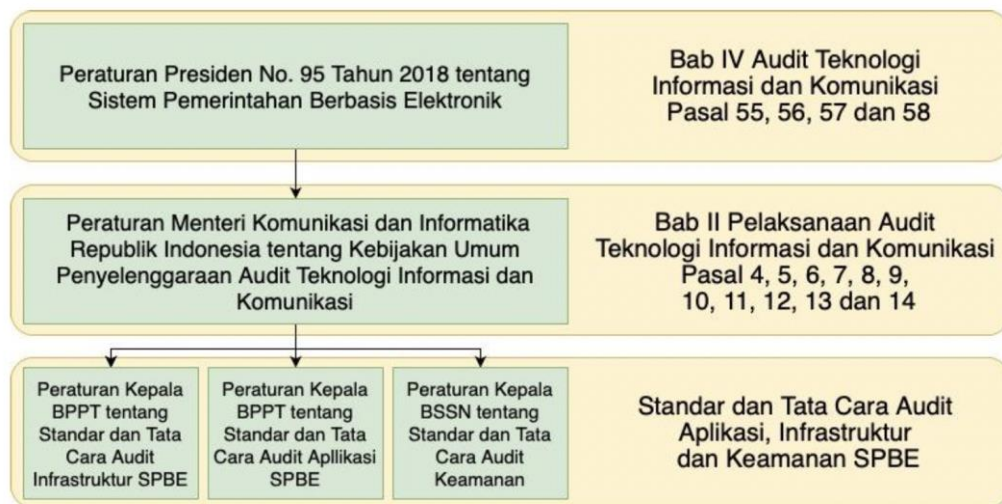 Peraturan Presiden No. 95 Tahun 2018 tentang
Sistem Pemerintahan Berbasis Elektronik
Bab IV Audit Teknologi
Informasi dan Komunikasi
Pasal 55, 56, 57 dan 58
Peraturan Menteri Komunikasi dan Informatika
Republik Indonesia tentang Kebijakan Umum
Penyelenggaraan Audit Teknologi Informasi dan
Komunikasi
Bab II Pelaksanaan Audit
Teknologi Informasi dan Komunikasi
Pasal 4, 5, 6, 7, 8, 9,
10, 11, 12, 13 dan 14
Peraturan Kepala
BPPT tentang
Standar dan Tata
Cara Audit
Infrastruktur SPBE
Peraturan Kepala
BPPT tentang
Standar dan Tata
Cara Audit Apllikasi
SPBE
Peraturan Kepala
BSSN tentang
Standar dan Tata
Cara Audit
Keamanan
Standar dan Tata Cara Audit
Aplikasi, Infrastruktur
dan Keamanan SPBE